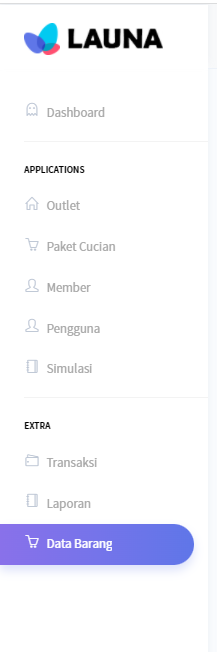 LAUNA
Dashboard
APPLICATIONS
Outlet
Paket Cucian
Member
Pengguna
Simulasi
EXTRA
Transaksi
Laporan
Data Barang